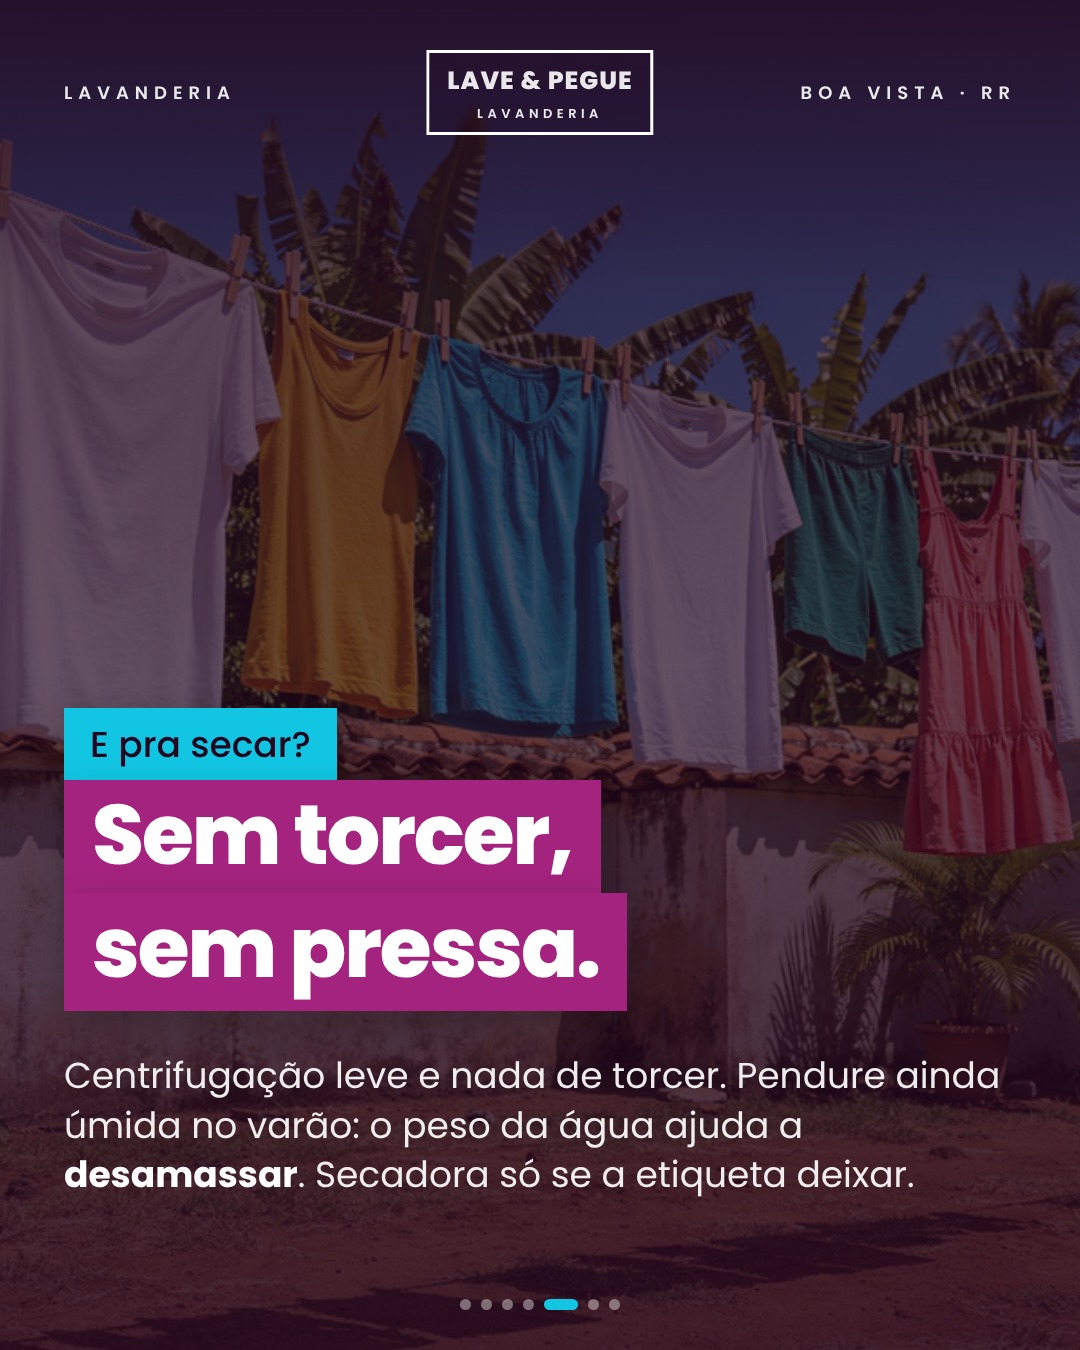 LAVANDERIA
LAVE & PEGUE
LAVANDERIA
BOA VISTA · RR
E pra secar?
Sem torcer,
sem pressa.
Centrifugação leve e nada de torcer. Pendure ainda
úmida no varão: o peso da água ajuda a
desamassar. Secadora só se a etiqueta deixar.